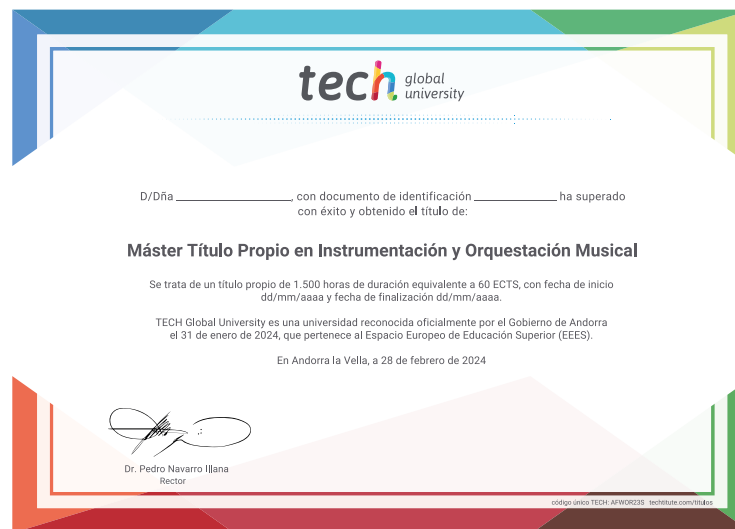 tech global
university
D/Dña ____________________, con documento de identificación ______________ ha superado
con éxito y obtenido el título de:
Máster Título Propio en Instrumentación y Orquestación Musical
Se trata de un título propio de 1.500 horas de duración equivalente a 60 ECTS, con fecha de inicio
dd/mm/aaaa y fecha de finalización dd/mm/aaaa.
TECH Global University es una universidad reconocida oficialmente por el Gobierno de Andorra
el 31 de enero de 2024, que pertenece al Espacio Europeo de Educación Superior (EEES).
En Andorra la Vella, a 28 de febrero de 2024
Dr. Pedro Navarro Illana
Rector
código único TECH: AFWOR23S techtitute.com/titulos